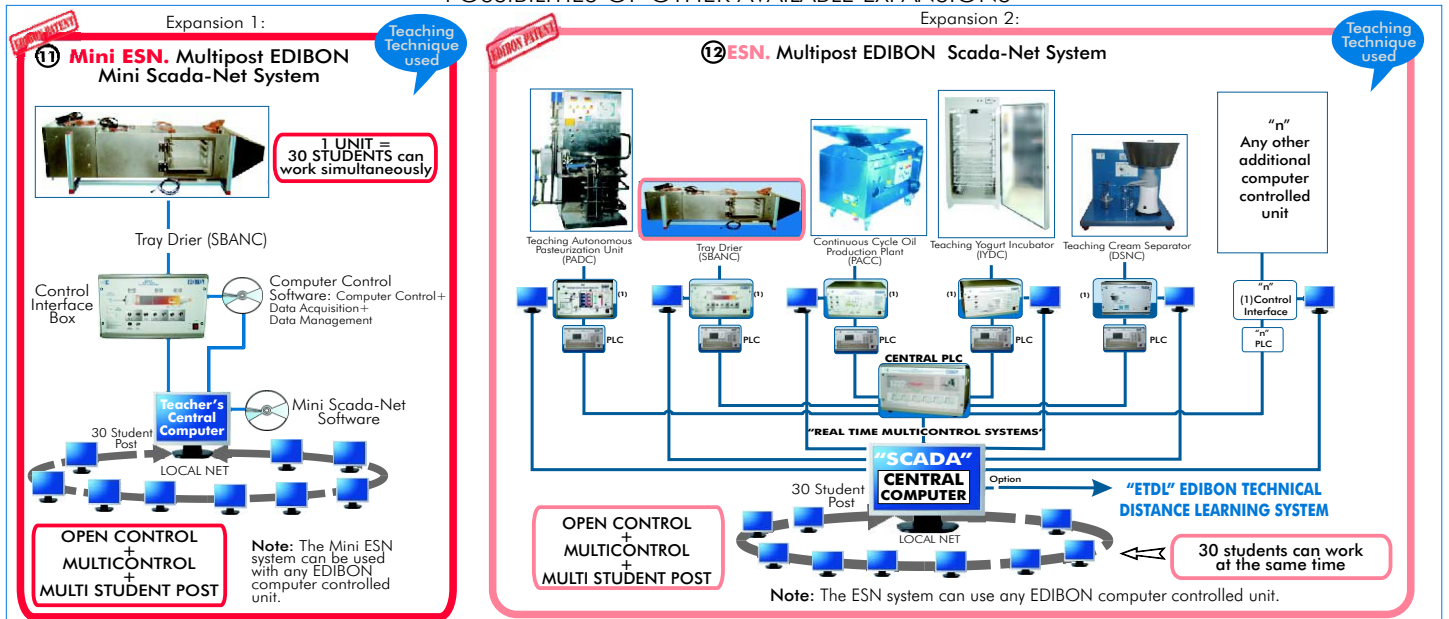 POSSIBILITIES OF OTHER AVAILABLE EXPANSIONS
Expansion 1:
EDIBON PATENT
Teaching
Technique
used
11 Mini ESN. Multipost EDIBON
Mini Scada-Net System
1 UNIT =
30 STUDENTS can
work simultaneously
Tray Drier (SBANC)
Control
Interface
Box
Computer Control
Software: Computer Control+
Data Acquisition+
Data Management
Teacher's
Central
Computer
Mini Scada-Net
Software
30 Student
Post
LOCAL NET
OPEN CONTROL
+
MULTICONTROL
+
MULTI STUDENT POST
Note: The Mini ESN
system can be used
with any EDIBON
computer controlled
unit.
Expansion 2:
EDIBON PATENT
Teaching
Technique
used
12 ESN. Multipost EDIBON Scada-Net System
Teaching Autonomous
Pasteurization Unit
(PADC)
Tray Drier
(SBANC)
Continuous Cycle Oil
Production Plant
(PACC)
Teaching Yogurt Incubator
(IYDC)
Teaching Cream Separator
(DSNC)
"n"
Any other
additional
computer
controlled
unit
(1)
(1)
(1)
(1)
(1)
"n"
(1)Control
Interface
PLC
PLC
PLC
PLC
PLC
"n"
PLC
CENTRAL PLC
"REAL TIME MULTICONTROL SYSTEMS"
"SCADA"
CENTRAL
COMPUTER
Option
"ETDL" EDIBON TECHNICAL
DISTANCE LEARNING SYSTEM
30 Student
Post
LOCAL NET
OPEN CONTROL
+
MULTICONTROL
+
MULTI STUDENT POST
30 students can work
at the same time
Note: The ESN system can use any EDIBON computer controlled unit.